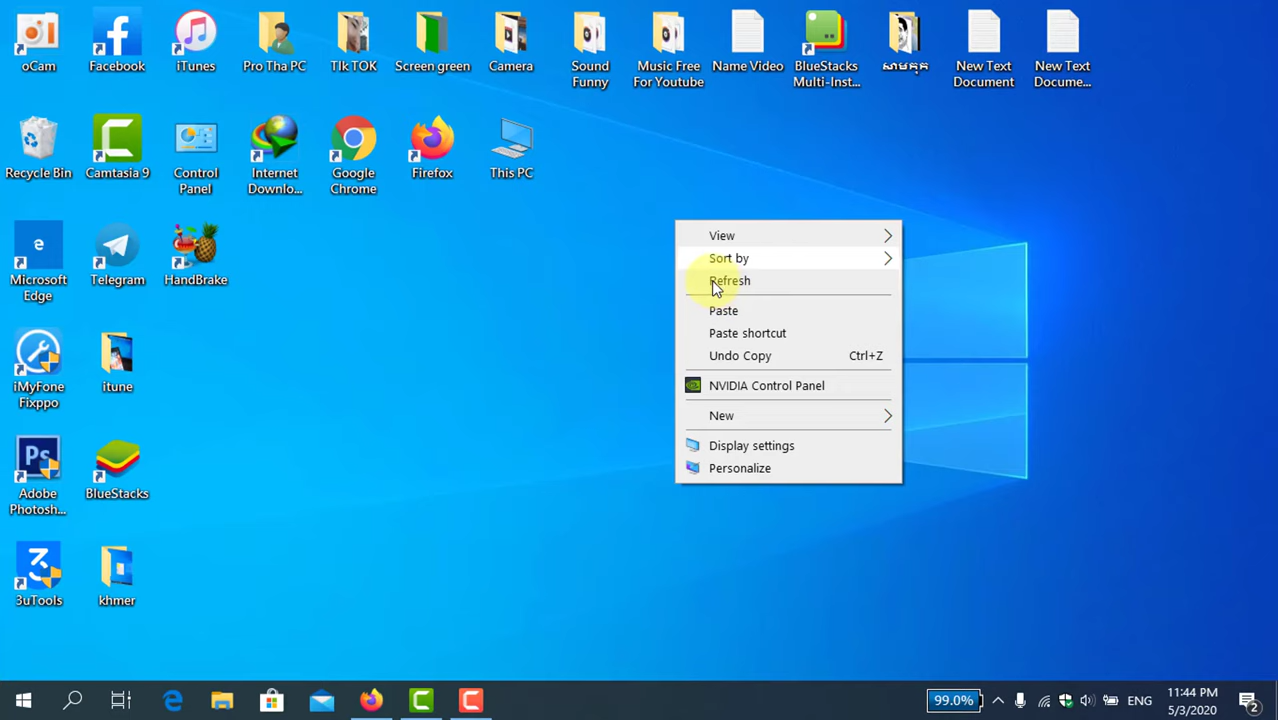 oCam
Facebook
iTunes
Pro Tha PC
TIk TOK
Screen green
Camera
Sound
Funny
Music Free
For Youtube
Name Video
BlueStacks
Multi-Inst...
សាមកុក
New Text
Document
New Text
Docume...
Recycle Bin
Camtasia 9
Control
Panel
Internet
Downlo...
Google
Chrome
Firefox
This PC
Microsoft
Edge
Telegram
HandBrake
iMyFone
Fixppo
itune
Adobe
Photosh...
BlueStacks
3uTools
khmer
View
Sort by
Refresh
Paste
Paste shortcut
Undo Copy Ctrl+Z
NVIDIA Control Panel
New
Display settings
Personalize
99.0%
ENG
11:44 PM
5/3/2020
2